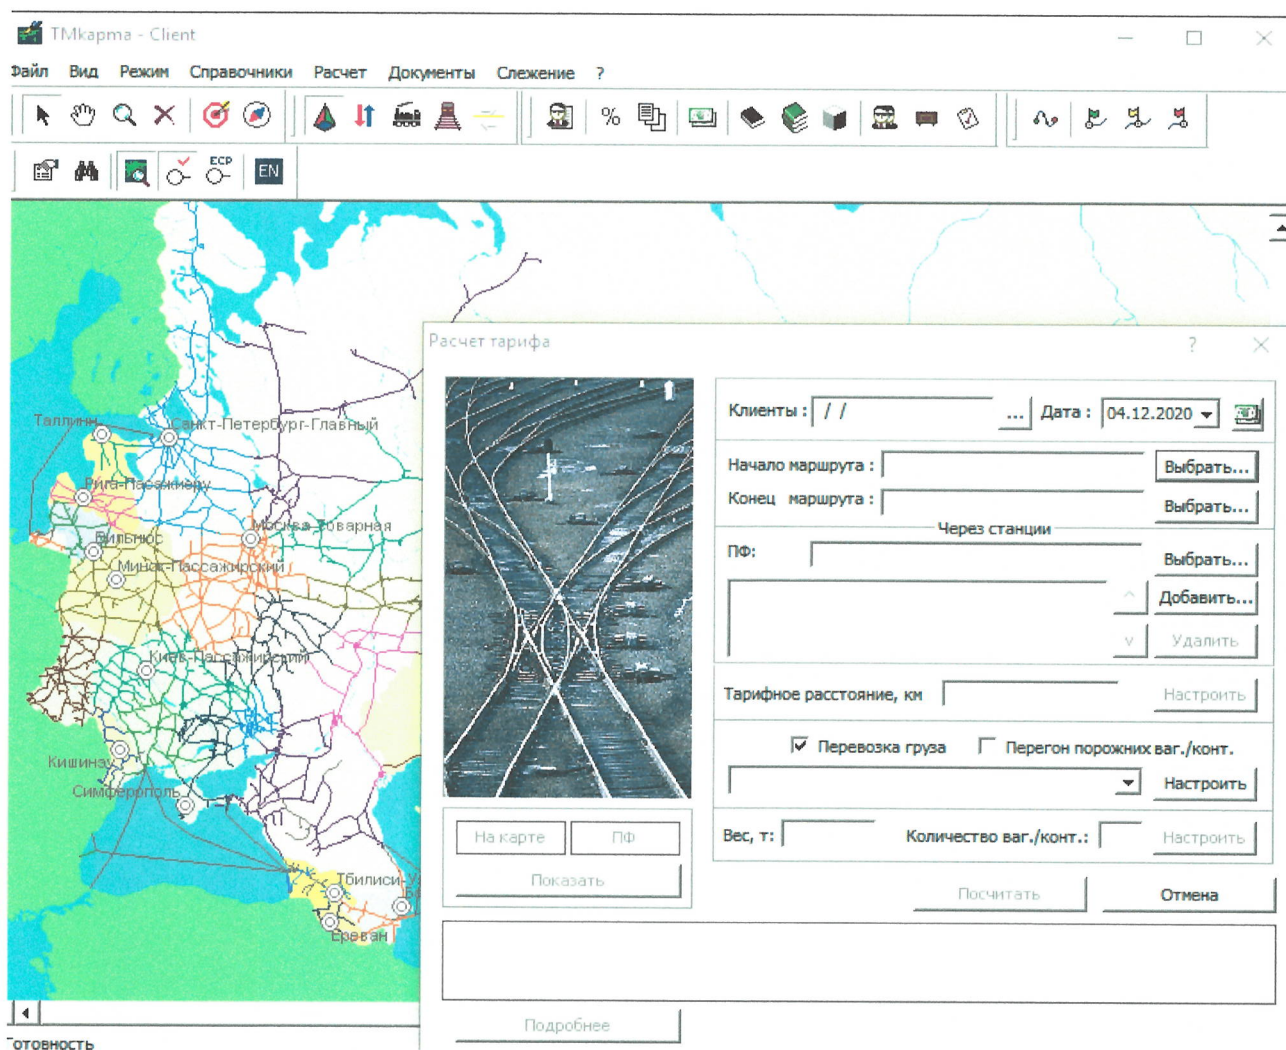 ТМкарта - Client
Файл Вид Режим Справочники Расчет Документы Слежение ?
%
ECP
EN
Таллинн
Санкт-Петербург-Главный
Рига-Пасажиеру
Москва-Товарная
Вильнюс
Минск-Пассажирский
Киев-Пассажирский
Кишинэу
Симферополь
Тбилиси-У
Ба
Ереван
Расчет тарифа ?
Клиенты : / / ... Дата : 04.12.2020
Начало маршрута : Выбрать...
Конец маршрута : Выбрать...
Через станции
ПФ: Выбрать...
Добавить...
Удалить
Тарифное расстояние, км Настроить
Перевозка груза Перегон порожних ваг./конт.
Настроить
Вес, т: Количество ваг./конт.: Настроить
На карте ПФ
Показать
Посчитать Отмена
Подробнее
Готовность